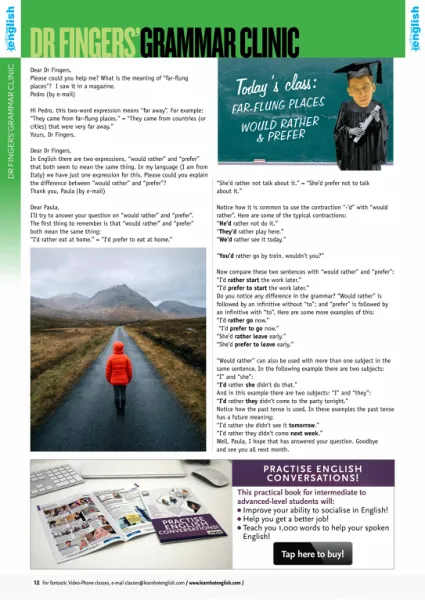 english
english
DR FINGERS' GRAMMAR CLINIC
DR FINGERS' GRAMMAR CLINIC
Dear Dr Fingers,
Please could you help me? What is the meaning of "far-flung
places"? I saw it in a magazine.
Pedro (by e-mail)
Hi Pedro, this two-word expression means "far away". For example:
"They came from far-flung places." = "They came from countries (or
cities) that were very far away."
Yours, Dr Fingers.
Dear Dr Fingers,
In English there are two expressions, "would rather" and "prefer"
that both seem to mean the same thing. In my language (I am from
Italy) we have just one expression for this. Please could you explain
the difference between "would rather" and "prefer"?
Thank you, Paula (by e-mail)
Dear Paula,
I'll try to answer your question on "would rather" and "prefer".
The first thing to remember is that "would rather" and "prefer"
both mean the same thing:
"I'd rather eat at home." = "I'd prefer to eat at home."
Today's class:
FAR-FLUNG PLACES
WOULD RATHER
& PREFER
"She'd rather not talk about it." = "She'd prefer not to talk
about it."
Notice how it is common to use the contraction "-'d" with "would
rather". Here are some of the typical contractions:
"He'd rather not do it."
"They'd rather play here."
"We'd rather see it today."
"You'd rather go by train, wouldn't you?"
Now compare these two sentences with "would rather" and "prefer":
"I'd rather start the work later."
"I'd prefer to start the work later."
Do you notice any difference in the grammar? "Would rather" is
followed by an infinitive without "to"; and "prefer" is followed by
an infinitive with "to". Here are some more examples of this:
"I'd rather go now."
"I'd prefer to go now."
"She'd rather leave early."
"She'd prefer to leave early."
"Would rather" can also be used with more than one subject in the
same sentence. In the following example there are two subjects:
"I" and "she":
"I'd rather she didn't do that."
And in this example there are two subjects: "I" and "they":
"I'd rather they didn't come to the party tonight."
Notice how the past tense is used. In these examples the past tense
has a future meaning:
"I'd rather she didn't see it tomorrow."
"I'd rather they didn't come next week."
Well, Paula, I hope that has answered your question. Goodbye
and see you all next month.
PRACTISE
ENGLISH
CONVERSATIONS!
PRACTISE ENGLISH
CONVERSATIONS!
This practical book for intermediate to
advanced-level students will:
● Improve your ability to socialise in English!
● Help you get a better job!
● Teach you 1,000 words to help your spoken
English!
Tap here to buy!
12 For fantastic Video-Phone classes, e-mail classes@learnhotenglish.com / www.learnhotenglish.com /